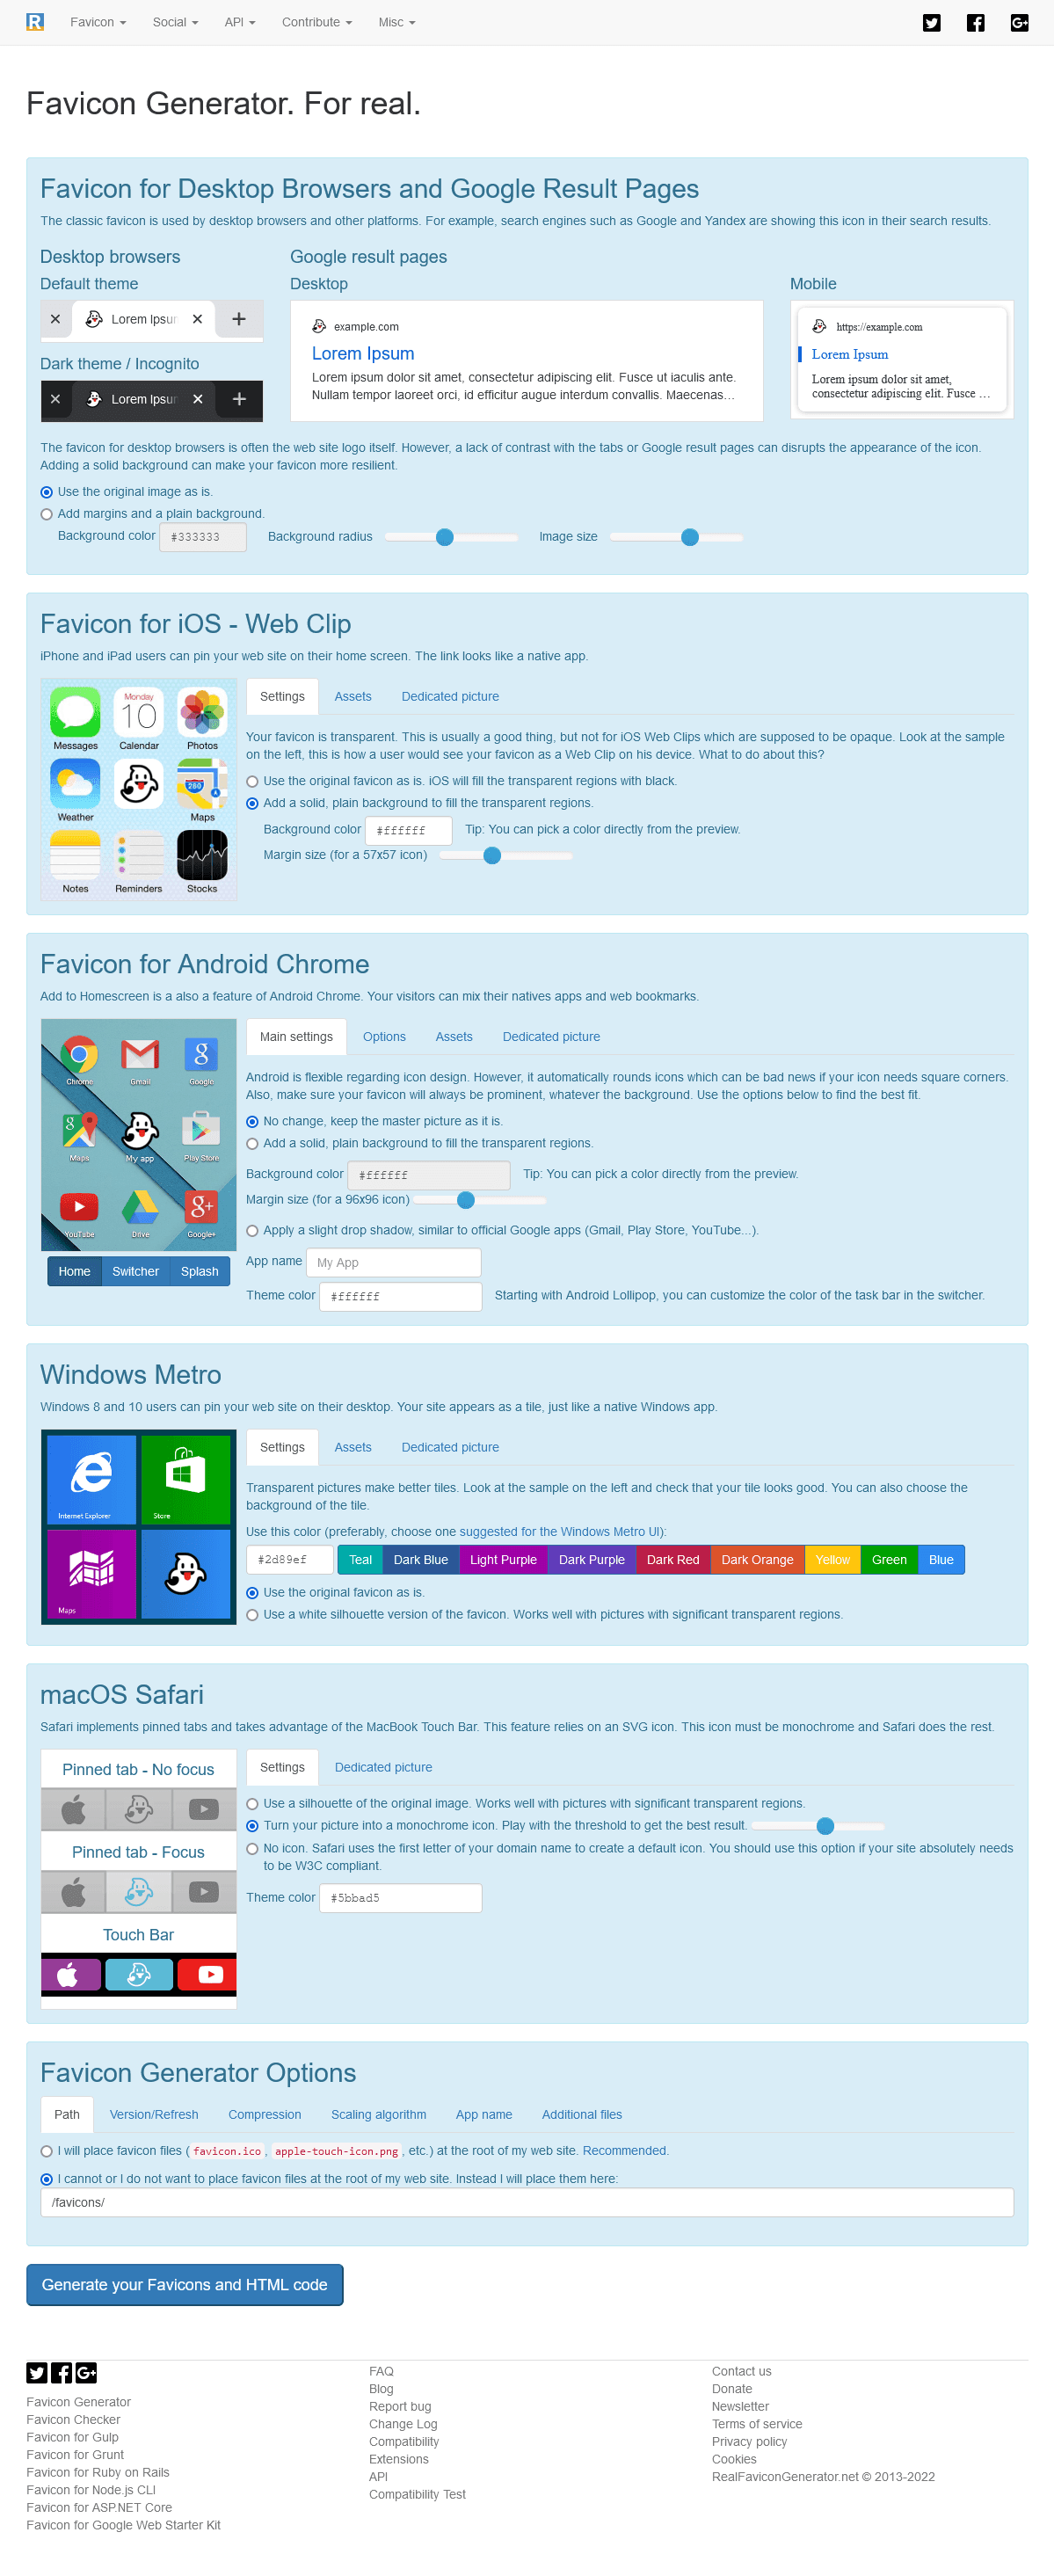 R Favicon Social API Contribute Misc
Favicon Generator. For real.
Favicon for Desktop Browsers and Google Result Pages
The classic favicon is used by desktop browsers and other platforms. For example, search engines such as Google and Yandex are showing this icon in their search results.
Desktop browsers
Default theme
Lorem Ipsum
Dark theme / Incognito
Lorem Ipsum
Google result pages
Desktop
example.com
Lorem Ipsum
Lorem ipsum dolor sit amet, consectetur adipiscing elit. Fusce ut iaculis ante.
Nullam tempor laoreet orci, id efficitur augue interdum convallis. Maecenas...
Mobile
https://example.com
Lorem Ipsum
Lorem ipsum dolor sit amet,
consectetur adipiscing elit. Fusce ...
The favicon for desktop browsers is often the web site logo itself. However, a lack of contrast with the tabs or Google result pages can disrupts the appearance of the icon.
Adding a solid background can make your favicon more resilient.
Use the original image as is.
Add margins and a plain background.
Background color #333333 Background radius Image size
Favicon for iOS - Web Clip
iPhone and iPad users can pin your web site on their home screen. The link looks like a native app.
Monday
10
Messages Calendar Photos
280
Weather Maps
Notes Reminders Stocks
Settings Assets Dedicated picture
Your favicon is transparent. This is usually a good thing, but not for iOS Web Clips which are supposed to be opaque. Look at the sample
on the left, this is how a user would see your favicon as a Web Clip on his device. What to do about this?
Use the original favicon as is. iOS will fill the transparent regions with black.
Add a solid, plain background to fill the transparent regions.
Background color #ffffff Tip: You can pick a color directly from the preview.
Margin size (for a 57x57 icon)
Favicon for Android Chrome
Add to Homescreen is a also a feature of Android Chrome. Your visitors can mix their natives apps and web bookmarks.
Chrome Gmail Google
Maps My app Play Store
YouTube Drive Google+
Home Switcher Splash
Main settings Options Assets Dedicated picture
Android is flexible regarding icon design. However, it automatically rounds icons which can be bad news if your icon needs square corners.
Also, make sure your favicon will always be prominent, whatever the background. Use the options below to find the best fit.
No change, keep the master picture as it is.
Add a solid, plain background to fill the transparent regions.
Background color #ffffff Tip: You can pick a color directly from the preview.
Margin size (for a 96x96 icon)
Apply a slight drop shadow, similar to official Google apps (Gmail, Play Store, YouTube...).
App name My App
Theme color #ffffff Starting with Android Lollipop, you can customize the color of the task bar in the switcher.
Windows Metro
Windows 8 and 10 users can pin your web site on their desktop. Your site appears as a tile, just like a native Windows app.
Internet Explorer Store
Maps
Settings Assets Dedicated picture
Transparent pictures make better tiles. Look at the sample on the left and check that your tile looks good. You can also choose the
background of the tile.
Use this color (preferably, choose one suggested for the Windows Metro UI):
#2d89ef Teal Dark Blue Light Purple Dark Purple Dark Red Dark Orange Yellow Green Blue
Use the original favicon as is.
Use a white silhouette version of the favicon. Works well with pictures with significant transparent regions.
macOS Safari
Safari implements pinned tabs and takes advantage of the MacBook Touch Bar. This feature relies on an SVG icon. This icon must be monochrome and Safari does the rest.
Pinned tab - No focus
Pinned tab - Focus
Touch Bar
Settings Dedicated picture
Use a silhouette of the original image. Works well with pictures with significant transparent regions.
Turn your picture into a monochrome icon. Play with the threshold to get the best result.
No icon. Safari uses the first letter of your domain name to create a default icon. You should use this option if your site absolutely needs
to be W3C compliant.
Theme color #5bbad5
Favicon Generator Options
Path Version/Refresh Compression Scaling algorithm App name Additional files
I will place favicon files (favicon.ico, apple-touch-icon.png, etc.) at the root of my web site. Recommended.
I cannot or I do not want to place favicon files at the root of my web site. Instead I will place them here:
/favicons/
Generate your Favicons and HTML code
Favicon Generator
Favicon Checker
Favicon for Gulp
Favicon for Grunt
Favicon for Ruby on Rails
Favicon for Node.js CLI
Favicon for ASP.NET Core
Favicon for Google Web Starter Kit
FAQ
Blog
Report bug
Change Log
Compatibility
Extensions
API
Compatibility Test
Contact us
Donate
Newsletter
Terms of service
Privacy policy
Cookies
RealFaviconGenerator.net © 2013-2022